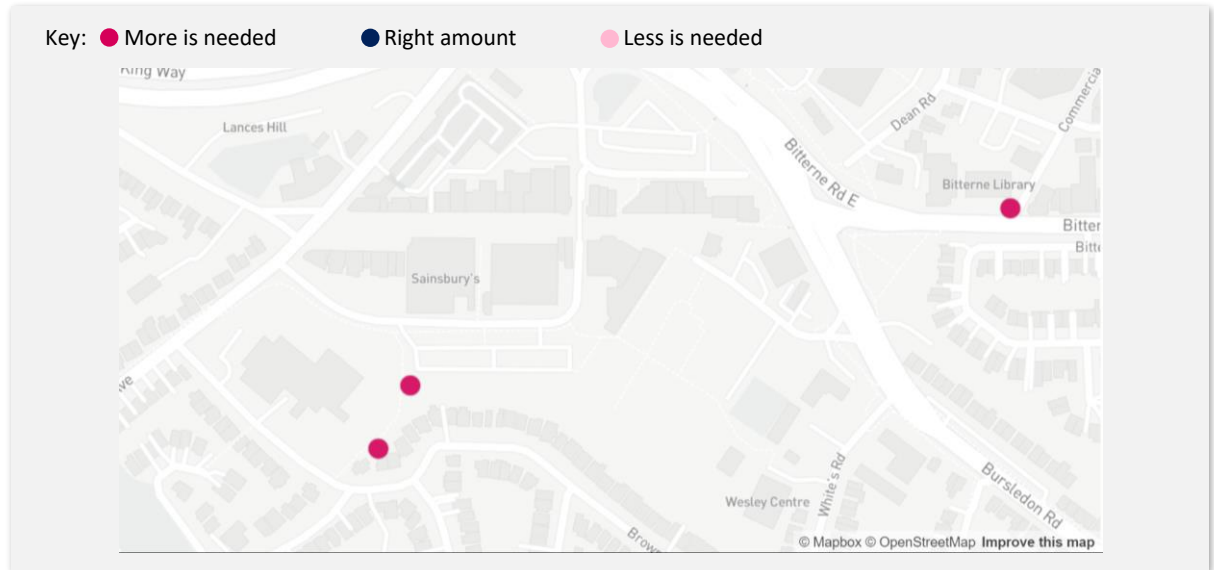 Key: More is needed Right amount Less is needed
King Way
Lances Hill
Dean Rd
Commercia
Bitterne Rd E
Bitterne Library
Bitter
Bitte
Sainsbury's
ve
White's Rd
Bursledon Rd
Wesley Centre
Brow
© Mapbox © OpenStreetMap Improve this map